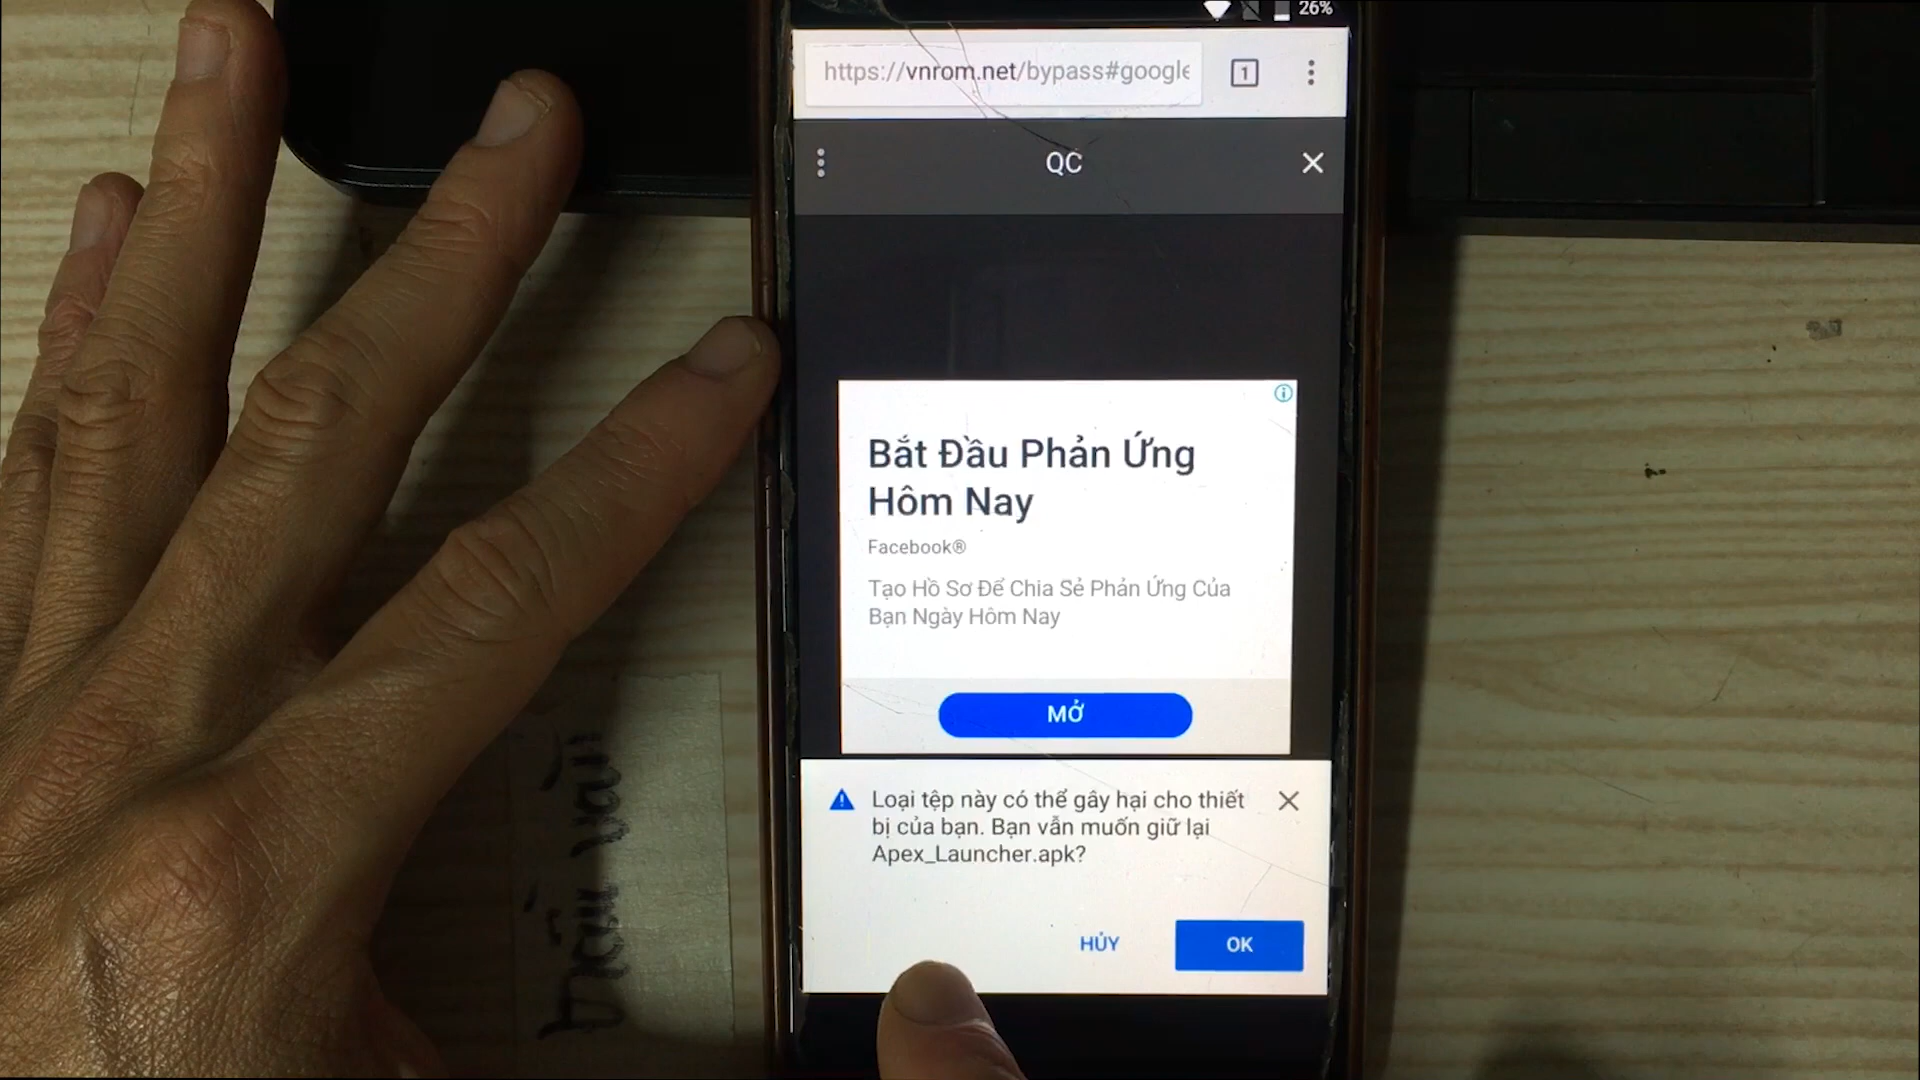 26%
https://vnrom.net/bypass#google
1
QC
Bắt Đầu Phản Ứng
Hôm Nay
Facebook®
Tạo Hồ Sơ Để Chia Sẻ Phản Ứng Của
Bạn Ngày Hôm Nay
MỞ
Loại tệp này có thể gây hại cho thiết
bị của bạn. Bạn vẫn muốn giữ lại
Apex_Launcher.apk?
HỦY
OK